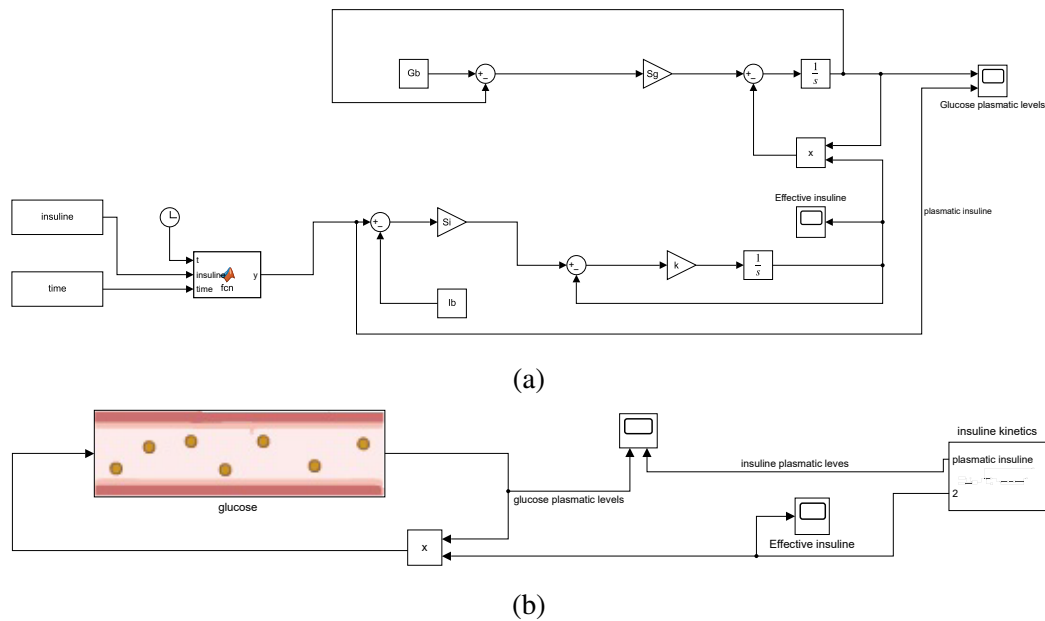 Gb
Sg
1
s
Glucose plasmatic levels
x
Effective insuline
plasmatic insuline
insuline
time
t
insuline
time
fcn
y
Si
k
1
s
Ib
(a)
glucose
glucose plasmatic levels
insuline plasmatic leves
insuline kinetics
plasmatic insuline
2
x
Effective insuline
(b)